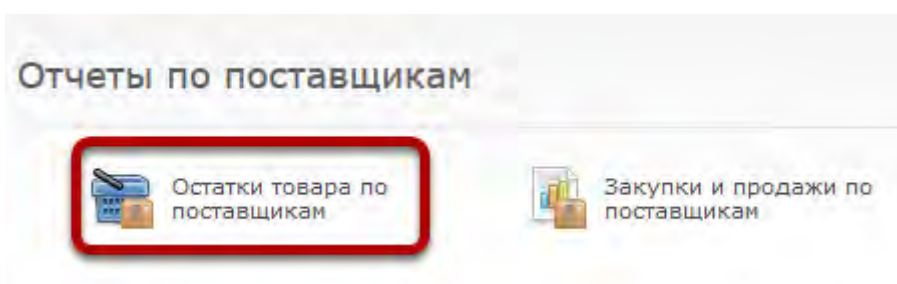 Отчеты по поставщикам
Остатки товара по
поставщикам
Закупки и продажи по
поставщикам